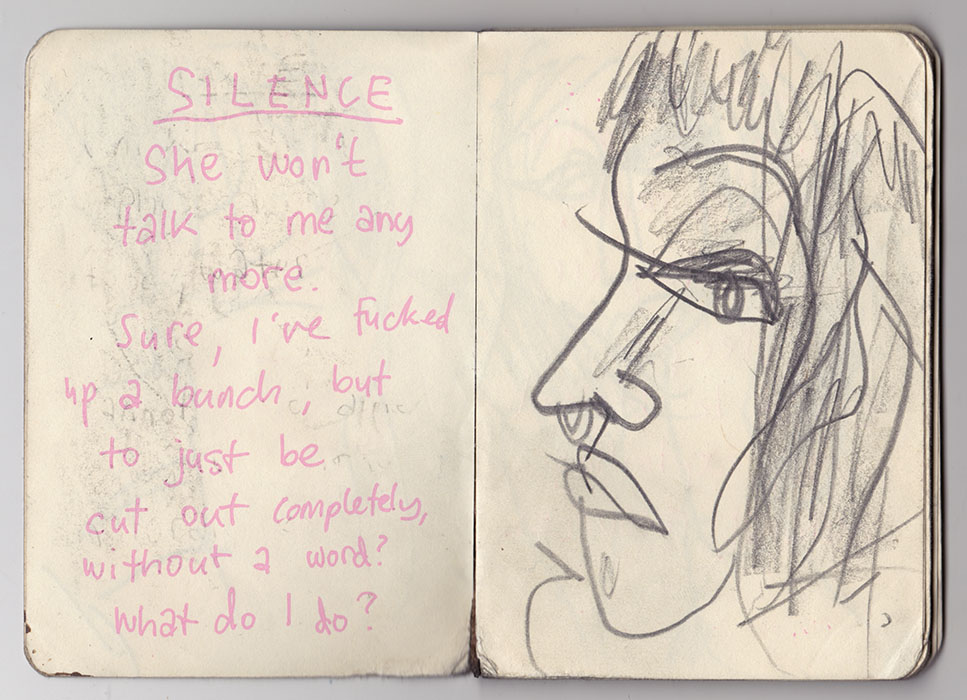 SILENCE
She won't
talk to me any
more.
Sure, I've fucked
up a bunch, but
to just be
cut out completely,
without a word?
What do I do?